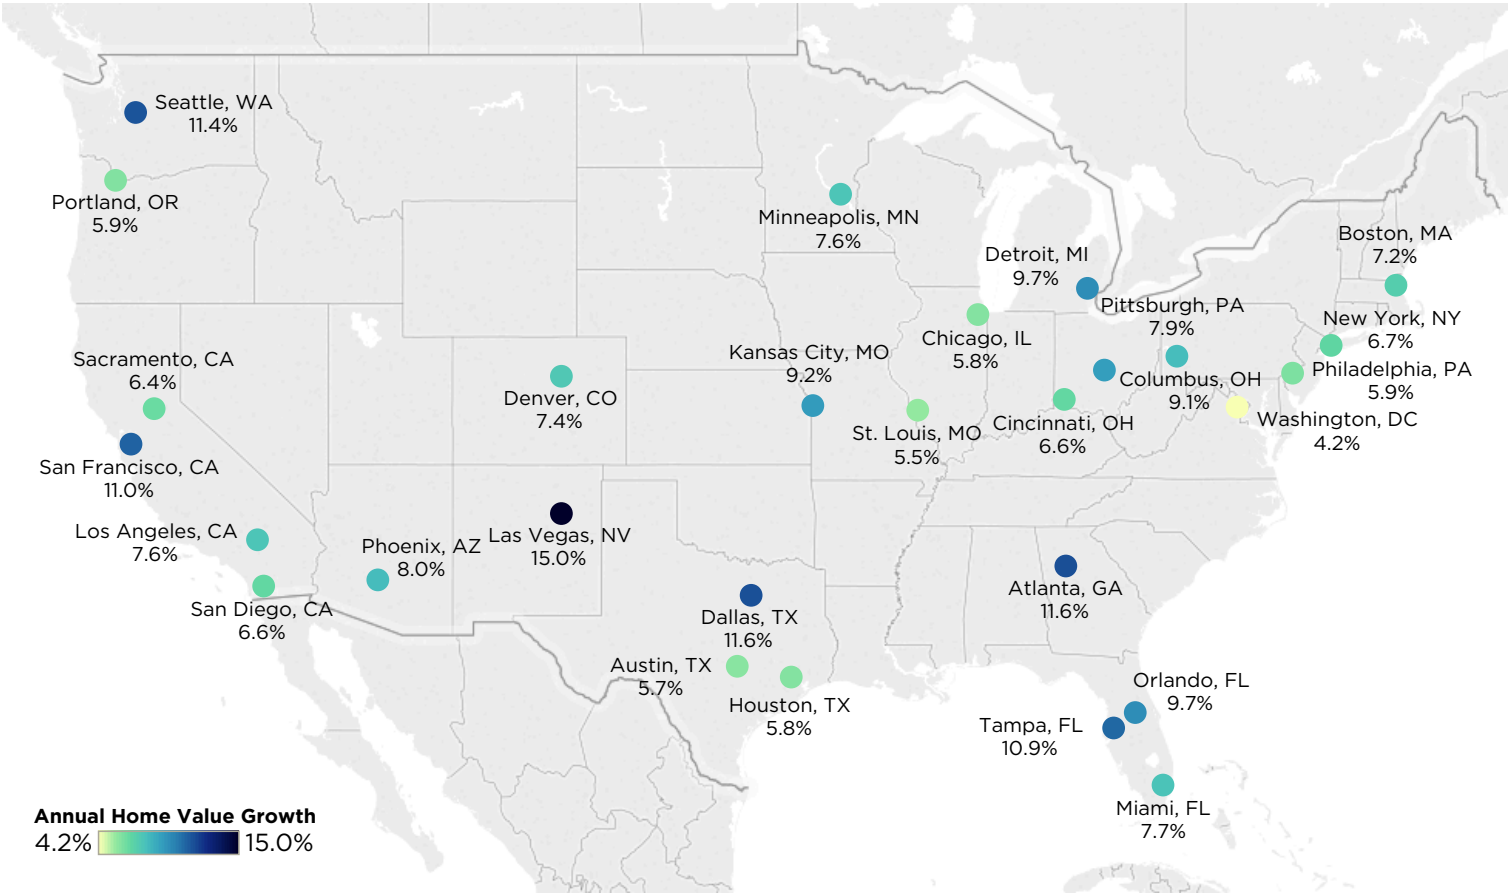 Seattle, WA
11.4%
Portland, OR
5.9%
Minneapolis, MN
7.6%
Boston, MA
7.2%
Detroit, MI
9.7%
Pittsburgh, PA
7.9%
New York, NY
6.7%
Chicago, IL
5.8%
Kansas City, MO
9.2%
Sacramento, CA
6.4%
Denver, CO
7.4%
Columbus, OH
9.1%
Philadelphia, PA
5.9%
Washington, DC
4.2%
Cincinnati, OH
6.6%
St. Louis, MO
5.5%
San Francisco, CA
11.0%
Los Angeles, CA
7.6%
Phoenix, AZ
8.0%
Las Vegas, NV
15.0%
San Diego, CA
6.6%
Dallas, TX
11.6%
Atlanta, GA
11.6%
Austin, TX
5.7%
Houston, TX
5.8%
Orlando, FL
9.7%
Tampa, FL
10.9%
Miami, FL
7.7%
Annual Home Value Growth
4.2% 15.0%